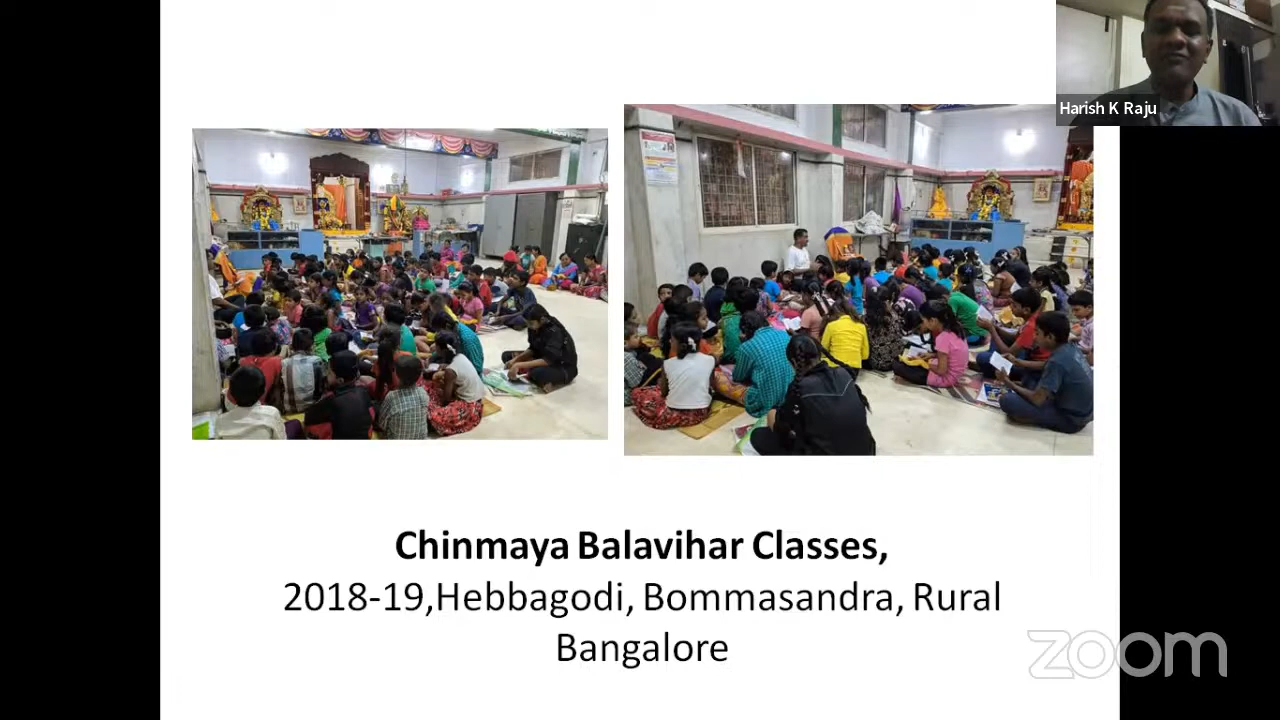 Harish K Raju
Chinmaya Balavihar Classes,
2018-19,Hebbagodi, Bommasandra, Rural
Bangalore
zoom